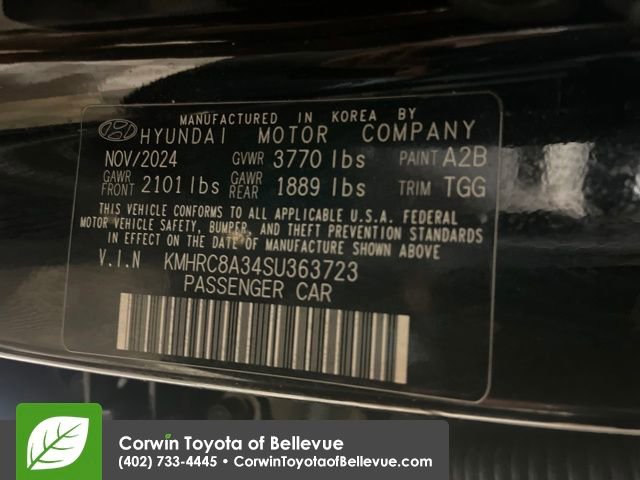 MANUFACTURED IN KOREA BY
HYUNDAI MOTOR COMPANY
NOV/2024 GVWR 3770 lbs PAINT A2B
GAWR FRONT 2101 lbs GAWR REAR 1889 lbs TRIM TGG
THIS VEHICLE CONFORMS TO ALL APPLICABLE U.S.A. FEDERAL
MOTOR VEHICLE SAFETY, BUMPER, AND THEFT PREVENTION STANDARDS
IN EFFECT ON THE DATE OF MANUFACTURE SHOWN ABOVE
V.I.N KMHRC8A34SU363723
PASSENGER CAR
Corwin Toyota of Bellevue
(402) 733-4445 • CorwinToyotaofBellevue.com